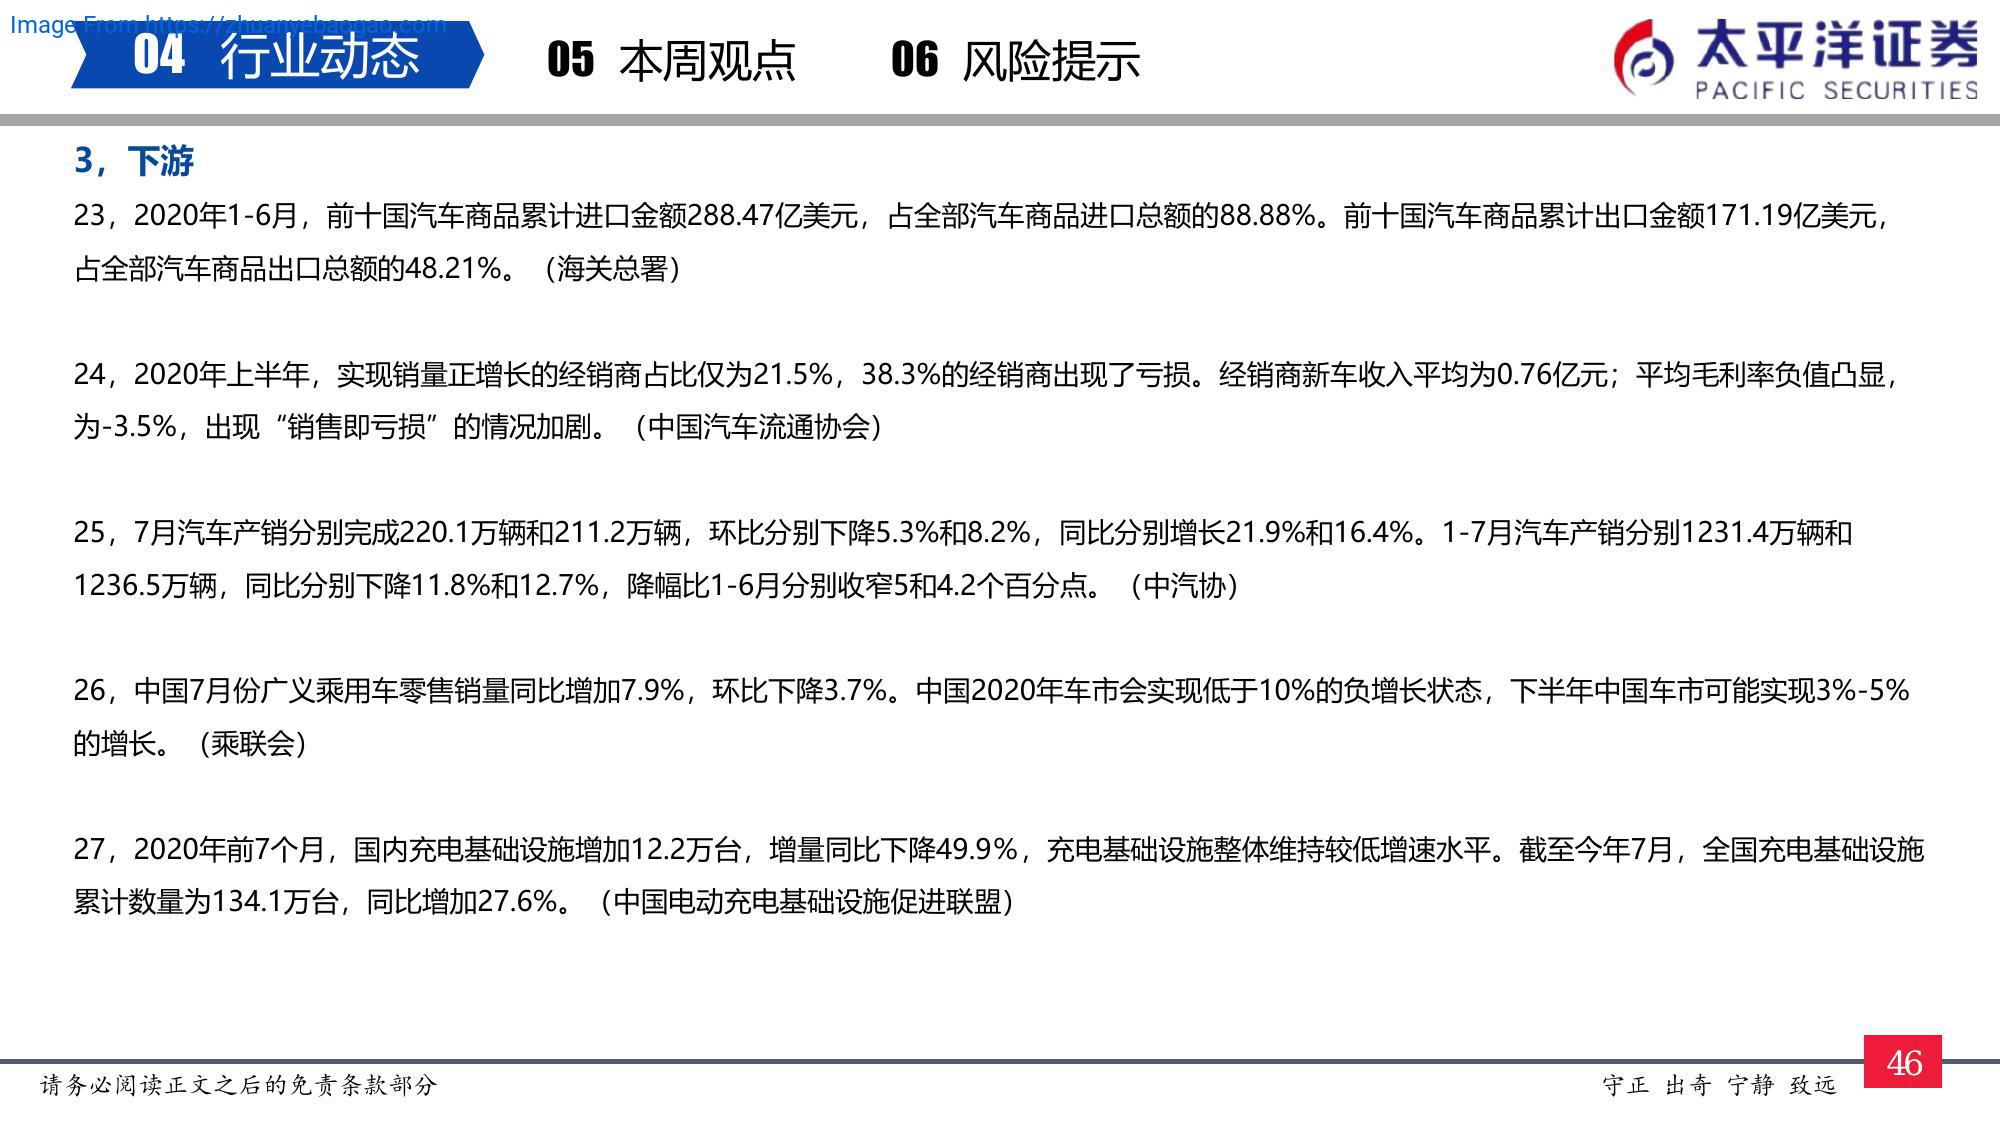 Image From https://zhuanyebaogao.com
04 行业动态 05 本周观点 06 风险提示
太平洋证券
PACIFIC SECURITIES
3，下游
23，2020年1-6月，前十国汽车商品累计进口金额288.47亿美元，占全部汽车商品进口总额的88.88%。前十国汽车商品累计出口金额171.19亿美元，
占全部汽车商品出口总额的48.21%。（海关总署）
24，2020年上半年，实现销量正增长的经销商占比仅为21.5%，38.3%的经销商出现了亏损。经销商新车收入平均为0.76亿元；平均毛利率负值凸显，
为-3.5%，出现“销售即亏损”的情况加剧。（中国汽车流通协会）
25，7月汽车产销分别完成220.1万辆和211.2万辆，环比分别下降5.3%和8.2%，同比分别增长21.9%和16.4%。1-7月汽车产销分别1231.4万辆和
1236.5万辆，同比分别下降11.8%和12.7%，降幅比1-6月分别收窄5和4.2个百分点。（中汽协）
26，中国7月份广义乘用车零售销量同比增加7.9%，环比下降3.7%。中国2020年车市会实现低于10%的负增长状态，下半年中国车市可能实现3%-5%
的增长。（乘联会）
27，2020年前7个月，国内充电基础设施增加12.2万台，增量同比下降49.9%，充电基础设施整体维持较低增速水平。截至今年7月，全国充电基础设施
累计数量为134.1万台，同比增加27.6%。（中国电动充电基础设施促进联盟）
请务必阅读正文之后的免责条款部分
守正 出奇 宁静 致远
46